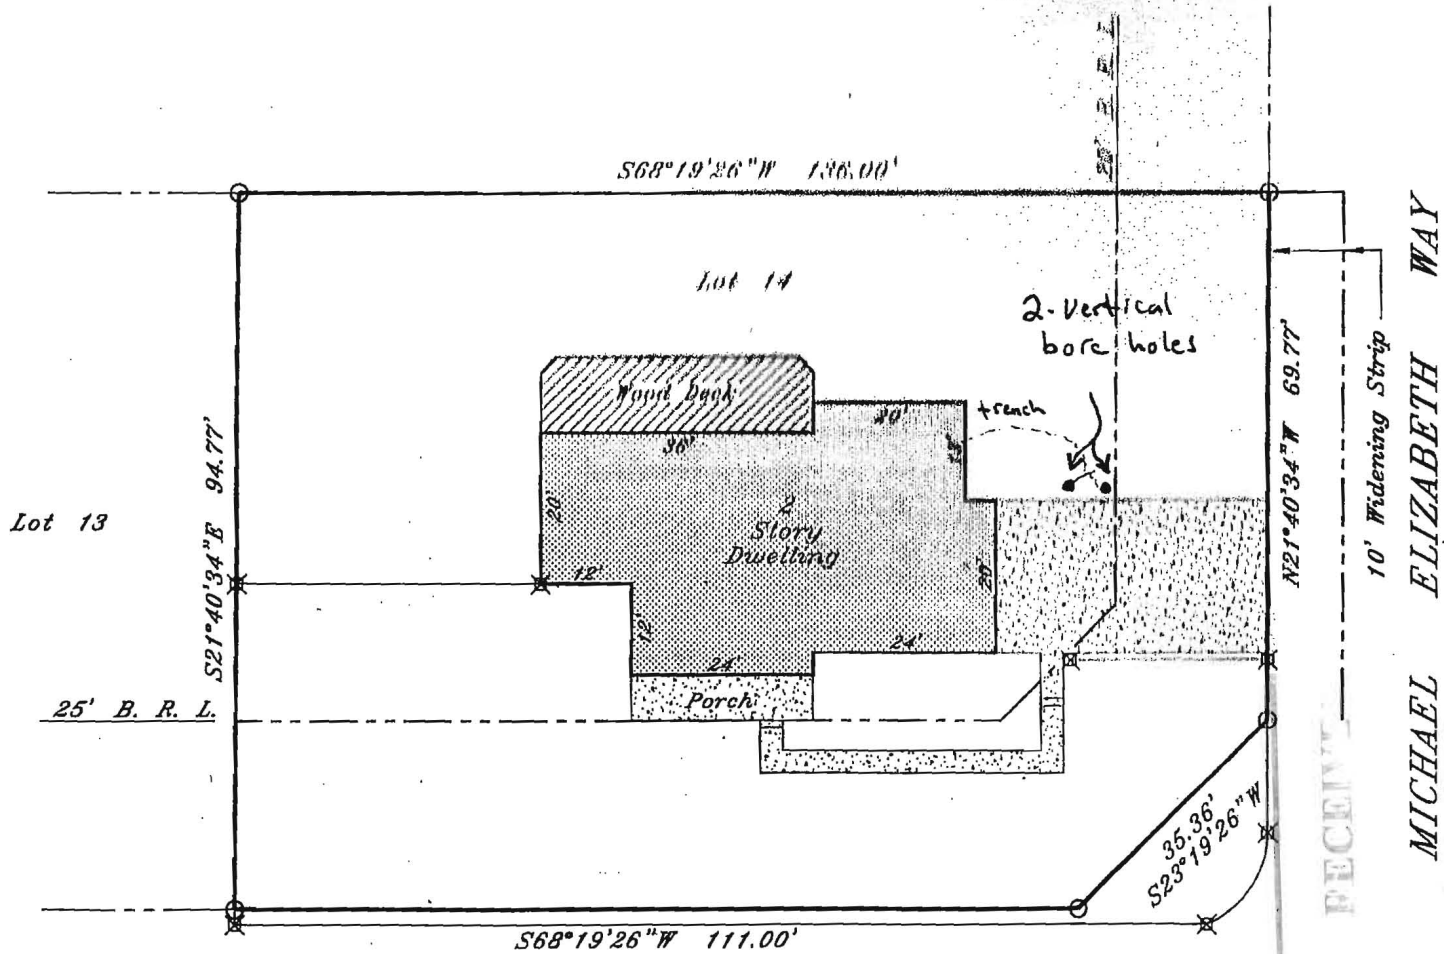 S68°19'26"W 136.00'
Lot 14
2-Vertical
bore holes
Wood Deck
trench
20'
36'
20'
2
Story
Dwelling
20'
12'
12'
24'
24'
Porch
Lot 13
S21°40'34"E 94.77'
25' B. R. L.
N21°40'34"W 69.77'
10' Widening Strip
MICHAEL ELIZABETH WAY
35.36'
S23°19'26"W
S68°19'26"W 111.00'